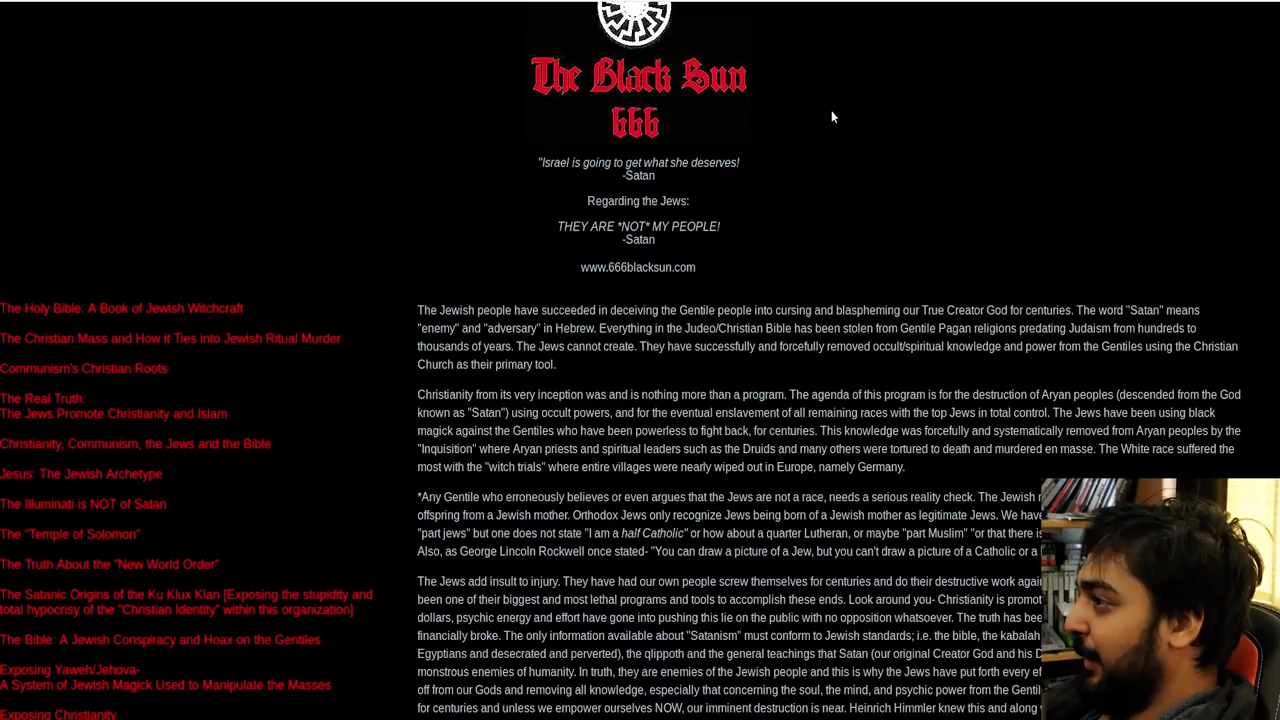 The Black Sun
666
"Israel is going to get what she deserves!
-Satan
Regarding the Jews:
THEY ARE *NOT* MY PEOPLE!
-Satan
www.666blacksun.com
The Holy Bible: A Book of Jewish Witchcraft
The Christian Mass and How it Ties into Jewish Ritual Murder
Communism's Christian Roots
The Real Truth:
The Jews Promote Christianity and Islam
Christianity, Communism, the Jews and the Bible
Jesus: The Jewish Archetype
The Illuminati is NOT of Satan
The "Temple of Solomon"
The Truth About the "New World Order"
The Satanic Origins of the Ku Klux Klan [Exposing the stupidity and
total hypocrisy of the "Christian Identity" within this organization]
The Bible: A Jewish Conspiracy and Hoax on the Gentiles
Exposing Yaweh/Jehova-
A System of Jewish Magick Used to Manipulate the Masses
Exposing Christianity
The Jewish people have succeeded in deceiving the Gentile people into cursing and blaspheming our True Creator God for centuries. The word "Satan" means
"enemy" and "adversary" in Hebrew. Everything in the Judeo/Christian Bible has been stolen from Gentile Pagan religions predating Judaism from hundreds to
thousands of years. The Jews cannot create. They have successfully and forcefully removed occult/spiritual knowledge and power from the Gentiles using the Christian
Church as their primary tool.
Christianity from its very inception was and is nothing more than a program. The agenda of this program is for the destruction of Aryan peoples (descended from the God
known as "Satan") using occult powers, and for the eventual enslavement of all remaining races with the top Jews in total control. The Jews have been using black
magick against the Gentiles who have been powerless to fight back, for centuries. This knowledge was forcefully and systematically removed from Aryan peoples by the
"Inquisition" where Aryan priests and spiritual leaders such as the Druids and many others were tortured to death and murdered en masse. The White race suffered the
most with the "witch trials" where entire villages were nearly wiped out in Europe, namely Germany.
*Any Gentile who erroneously believes or even argues that the Jews are not a race, needs a serious reality check. The Jewish
offspring from a Jewish mother. Orthodox Jews only recognize Jews being born of a Jewish mother as legitimate Jews. We have
"part jews" but one does not state "I am a half Catholic" or how about a quarter Lutheran, or maybe "part Muslim" "or that there is
Also, as George Lincoln Rockwell once stated- "You can draw a picture of a Jew, but you can't draw a picture of a Catholic or a
The Jews add insult to injury. They have had our own people screw themselves for centuries and do their destructive work
been one of their biggest and most lethal programs and tools to accomplish these ends. Look around you- Christianity is
dollars, psychic energy and effort have gone into pushing this lie on the public with no opposition whatsoever. The truth has
financially broke. The only information available about "Satanism" must conform to Jewish standards; i.e. the bible, the kabalah
Egyptians and desecrated and perverted), the qlippoth and the general teachings that Satan (our original Creator God and his
monstrous enemies of humanity. In truth, they are enemies of the Jewish people and this is why the Jews have put forth every
off from our Gods and removing all knowledge, especially that concerning the soul, the mind, and psychic power from the
for centuries and unless we empower ourselves NOW, our imminent destruction is near. Heinrich Himmler knew this and along